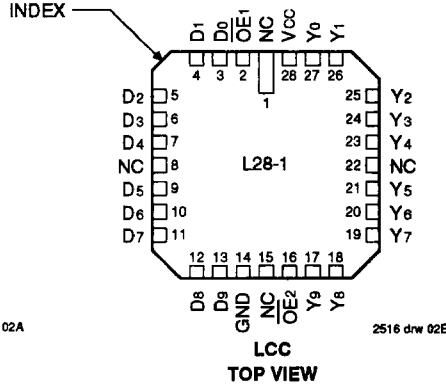 INDEX
D1 D0 OE1 NC VCC Y0 Y1
4 3 2 28 27 26
1
D2 5 25 Y2
D3 6 24 Y3
D4 7 23 Y4
NC 8 L28-1 22 NC
D5 9 21 Y5
D6 10 20 Y6
D7 11 19 Y7
12 13 14 15 16 17 18
D8 D9 GND NC OE2 Y9 Y8
02A
2516 drw 02B
LCC
TOP VIEW